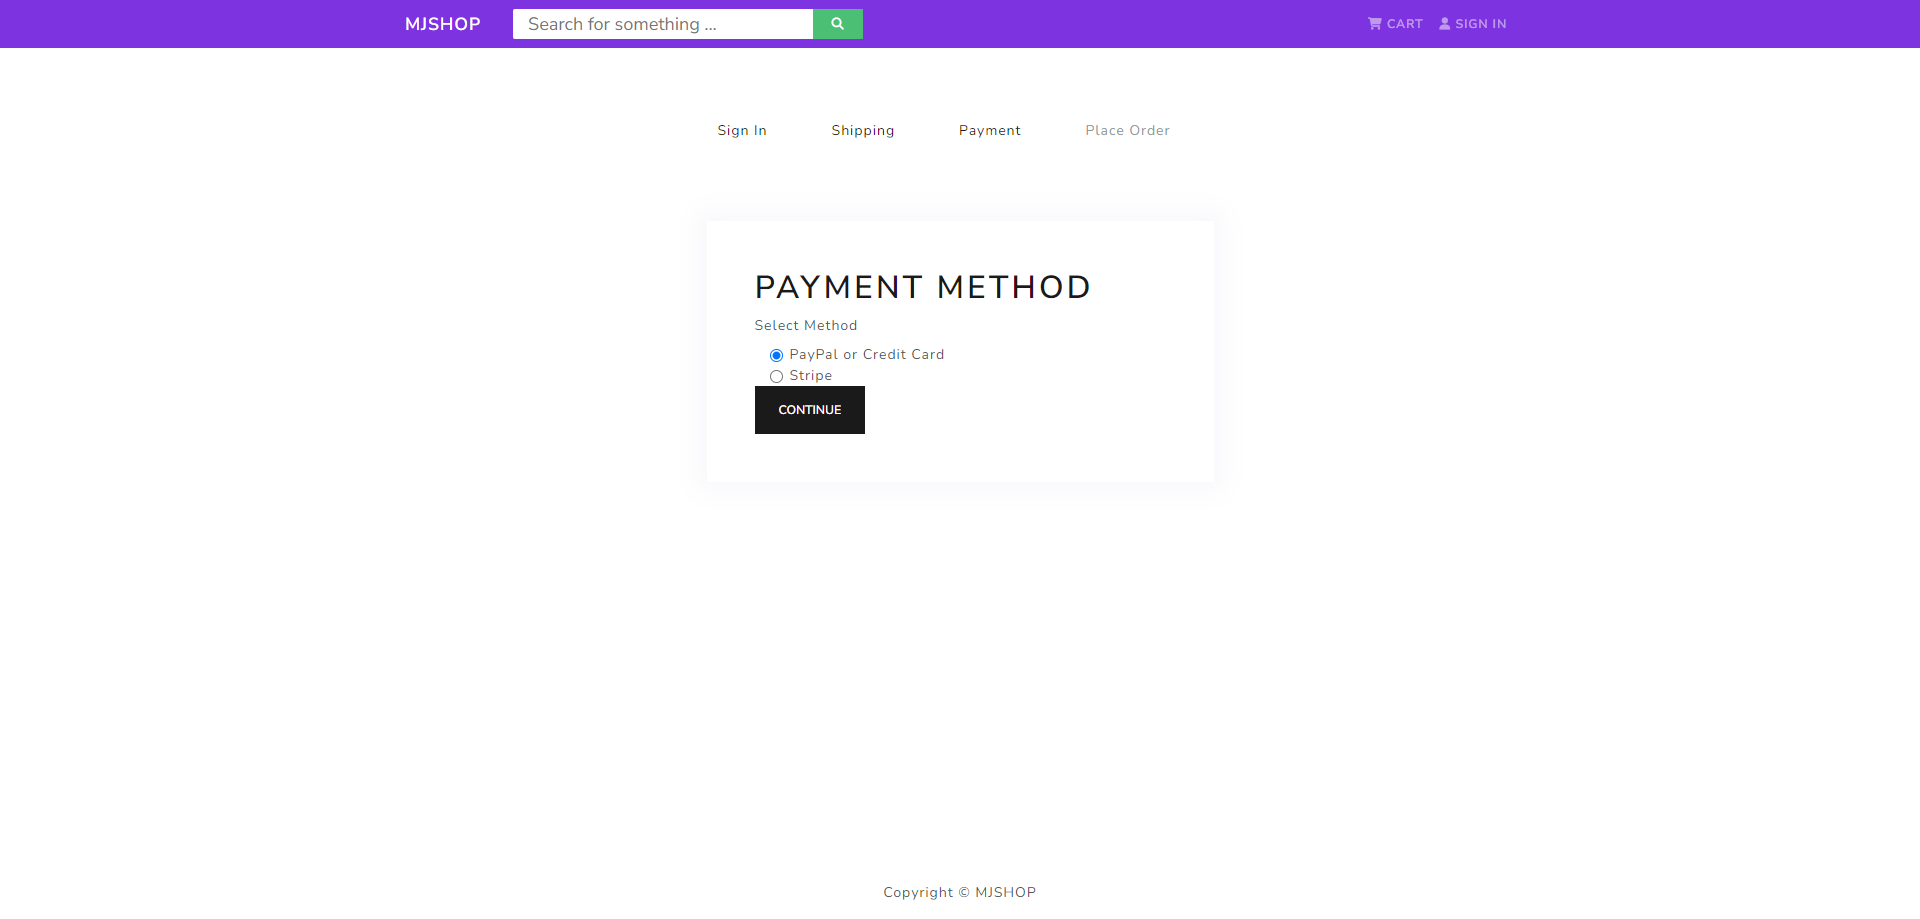 MJSHOP Search for something ... CART SIGN IN
Sign In Shipping Payment Place Order
PAYMENT METHOD
Select Method
PayPal or Credit Card
Stripe
CONTINUE
Copyright © MJSHOP